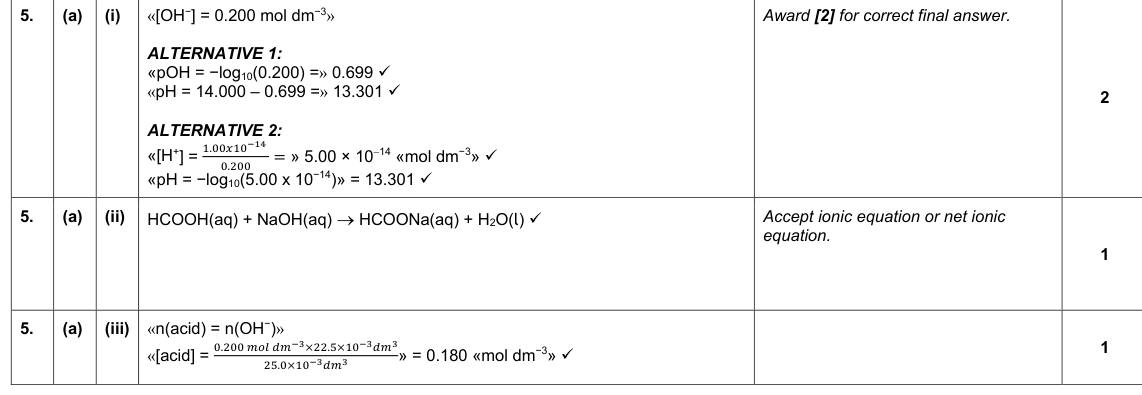 5. (a) (i) «[OH⁻] = 0.200 mol dm⁻³» Award [2] for correct final answer.
ALTERNATIVE 1:
«pOH = −log₁₀(0.200) =» 0.699 ✓
«pH = 14.000 – 0.699 =» 13.301 ✓
2
ALTERNATIVE 2:
«[H⁺] = 1.00x10⁻¹⁴/0.200 = » 5.00 × 10⁻¹⁴ «mol dm⁻³» ✓
«pH = −log₁₀(5.00 x 10⁻¹⁴)» = 13.301 ✓
5. (a) (ii) HCOOH(aq) + NaOH(aq) → HCOONa(aq) + H₂O(l) ✓ Accept ionic equation or net ionic
equation.
1
5. (a) (iii) «n(acid) = n(OH⁻)»
«[acid] = 0.200 mol dm⁻³×22.5×10⁻³dm³/25.0×10⁻³dm³» = 0.180 «mol dm⁻³» ✓
1